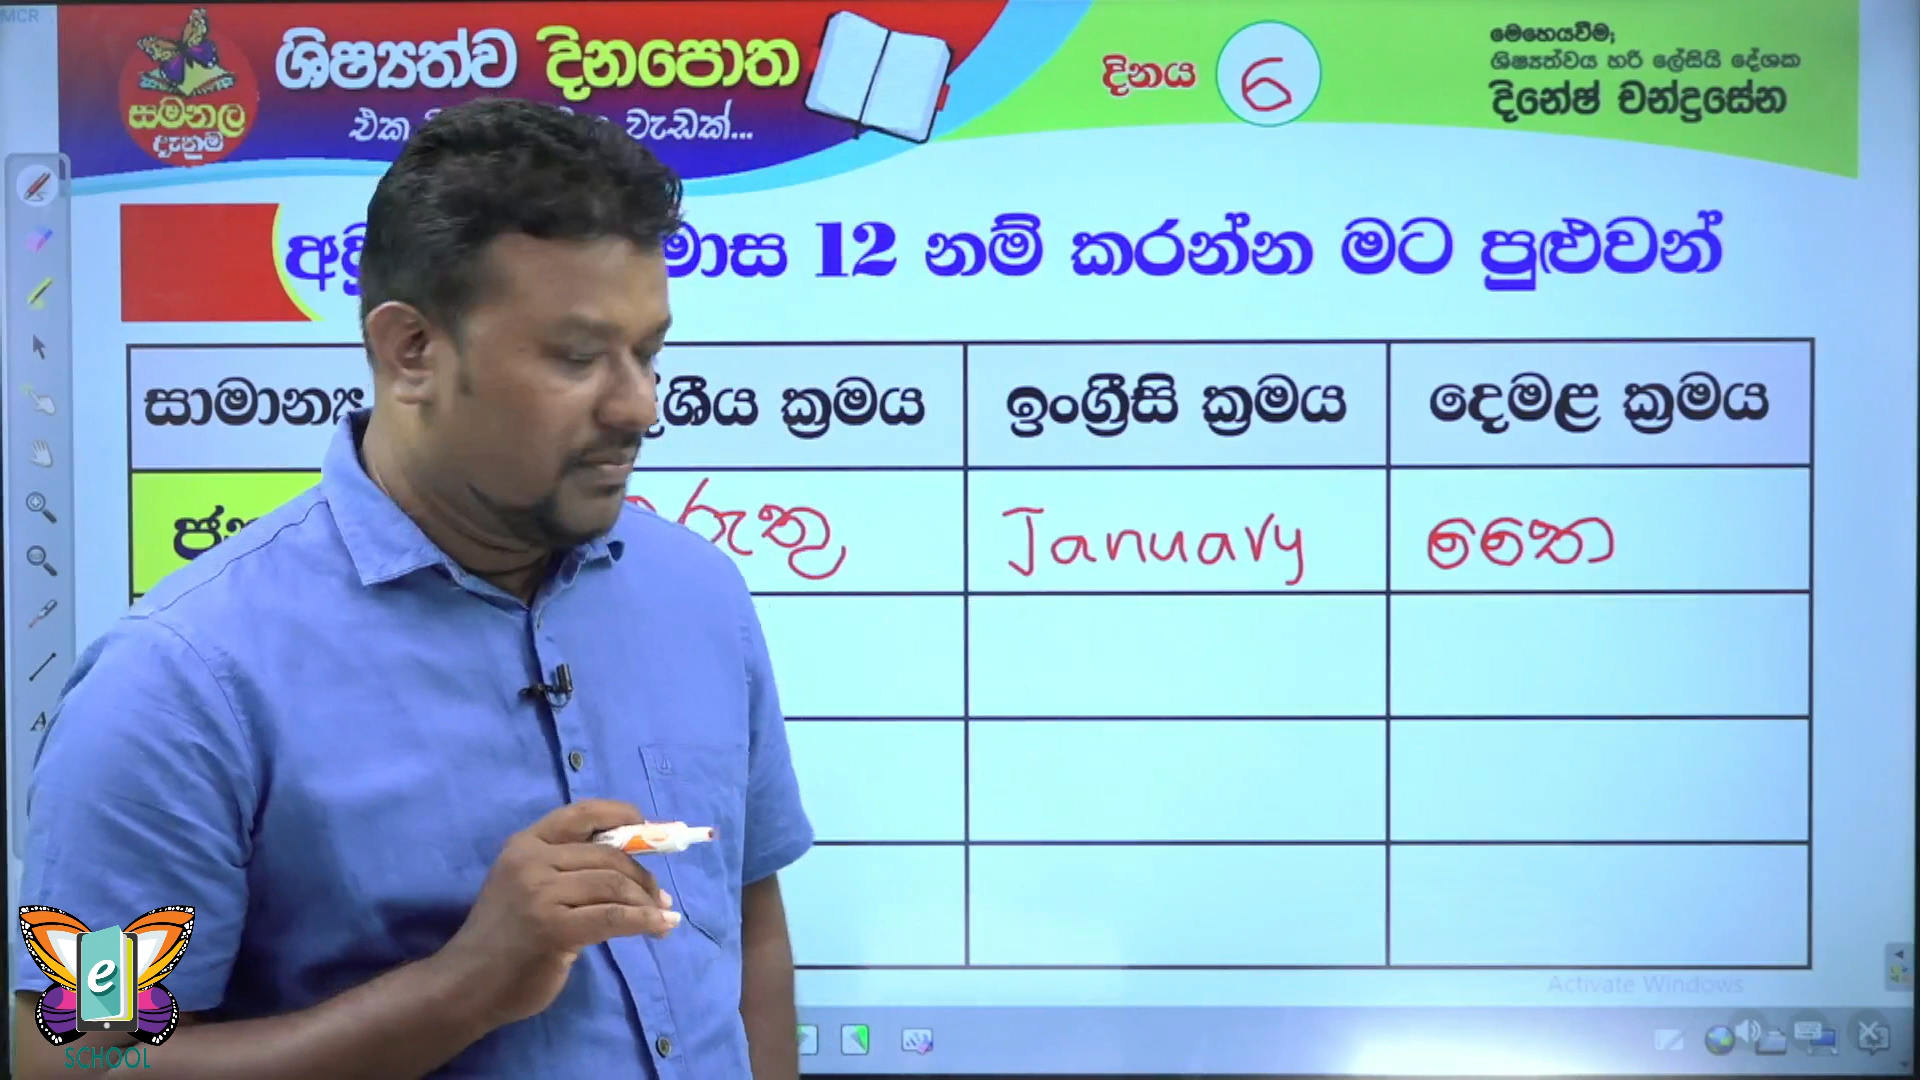 MCR
සමනල
දැනුම
ශිෂ්‍යත්ව දිනපොත
එක වැඩක්...
දිනය 6
මෙහෙයවීම;
ශිෂ්‍යත්වය හරි ලේසියි දේශක
දිනේෂ් චන්ද්‍රසේන
මාස 12 නම් කරන්න මට පුළුවන්
සාමාන්‍ය ක්‍රමය ඉංග්‍රීසි ක්‍රමය දෙමළ ක්‍රමය
January තෛ
A
Activate Windows
e
SCHOOL